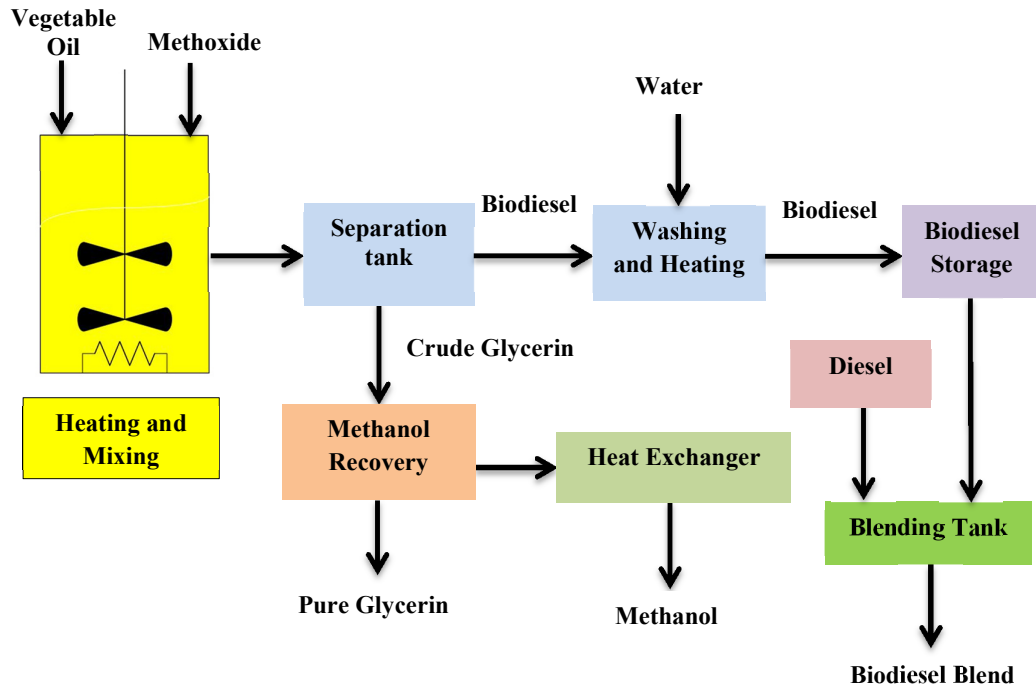 Vegetable
Oil
Methoxide
Water
Biodiesel
Biodiesel
Separation
tank
Washing
and Heating
Biodiesel
Storage
Crude Glycerin
Diesel
Heating and
Mixing
Methanol
Recovery
Heat Exchanger
Blending Tank
Pure Glycerin
Methanol
Biodiesel Blend